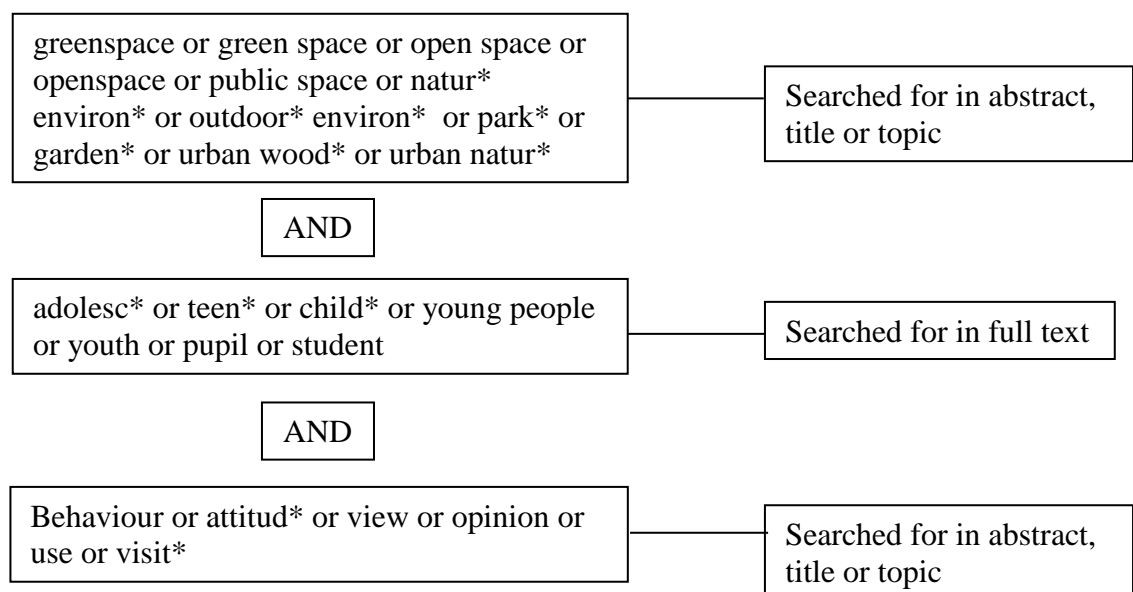 greenspace or green space or open space or
openspace or public space or natur*
environ* or outdoor* environ* or park* or
garden* or urban wood* or urban natur*
Searched for in abstract,
title or topic
AND
adolesc* or teen* or child* or young people
or youth or pupil or student
Searched for in full text
AND
Behaviour or attitud* or view or opinion or
use or visit*
Searched for in abstract,
title or topic